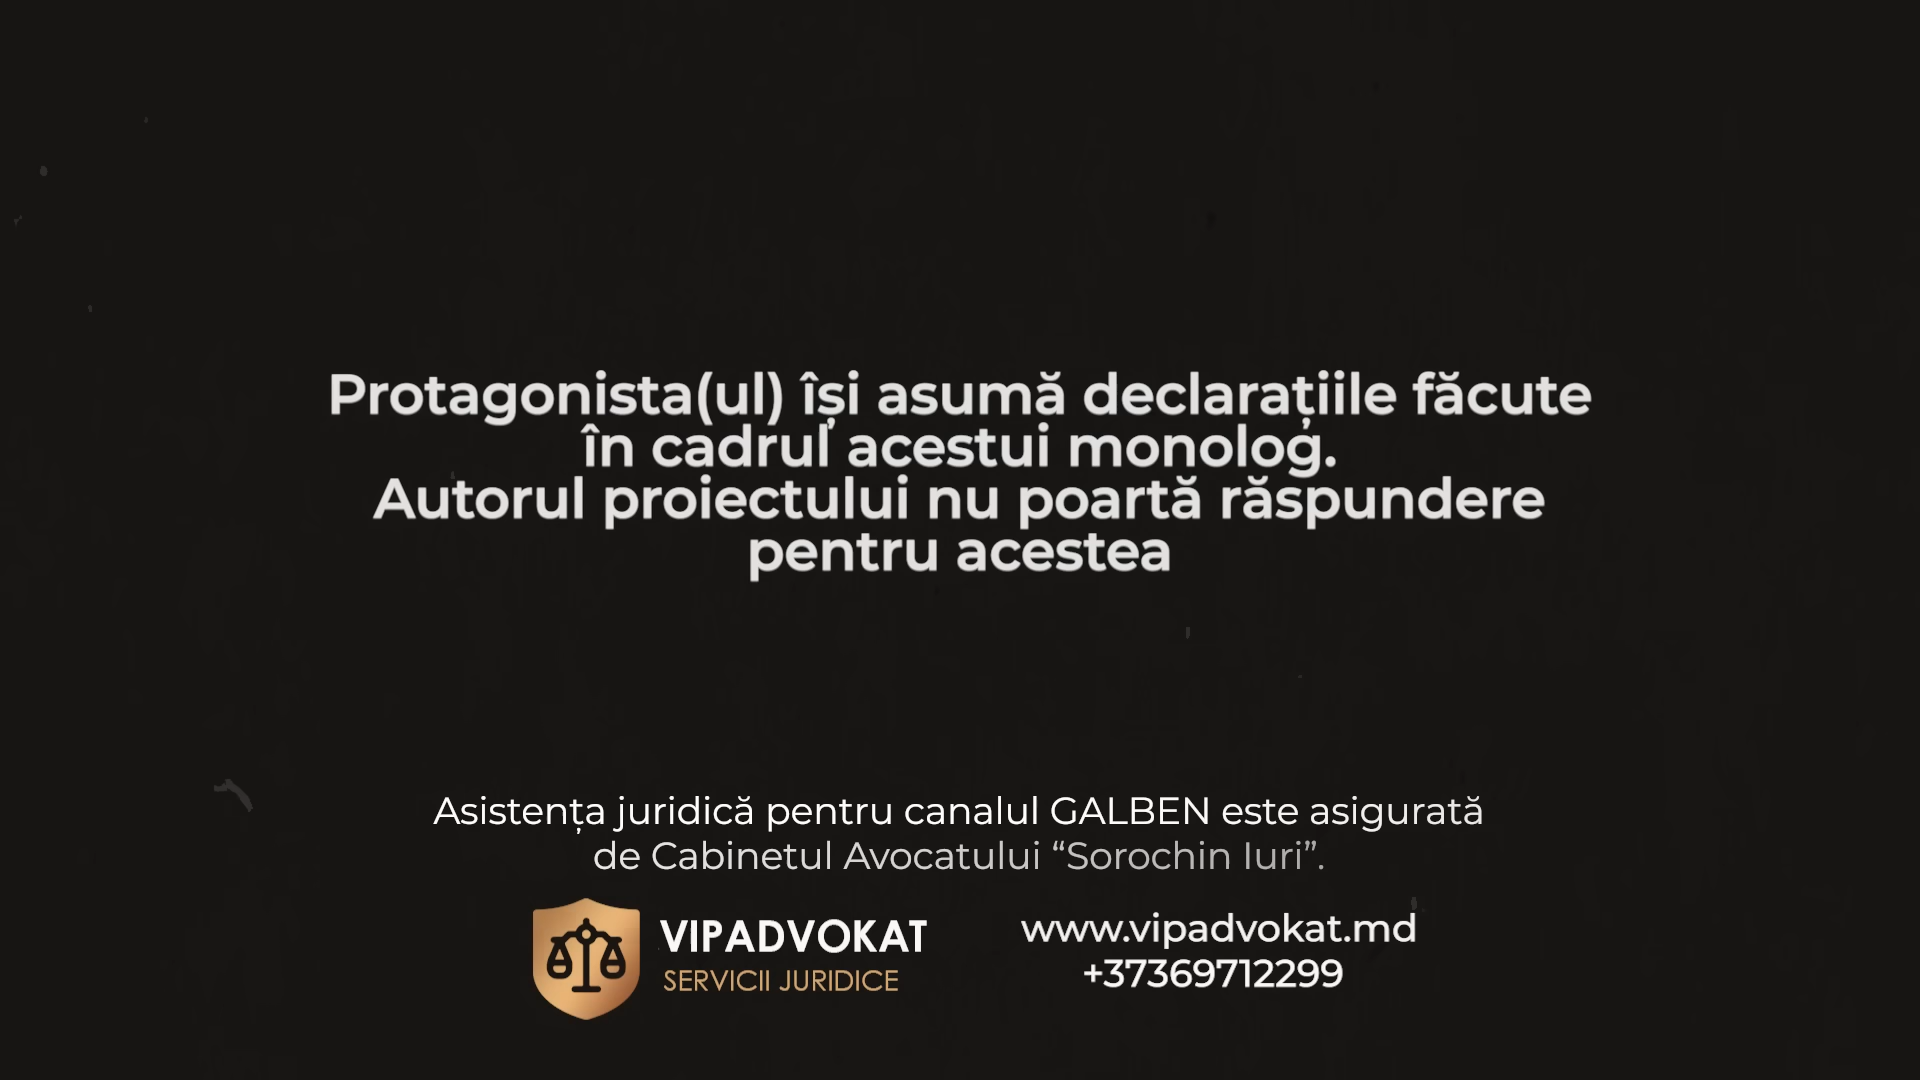 Protagonista(ul) își asumă declarațiile făcute
în cadrul acestui monolog.
Autorul proiectului nu poartă răspundere
pentru acestea
Asistența juridică pentru canalul GALBEN este asigurată
de Cabinetul Avocatului “Sorochin Iuri”.
VIPADVOKAT
SERVICII JURIDICE
www.vipadvokat.md
+37369712299